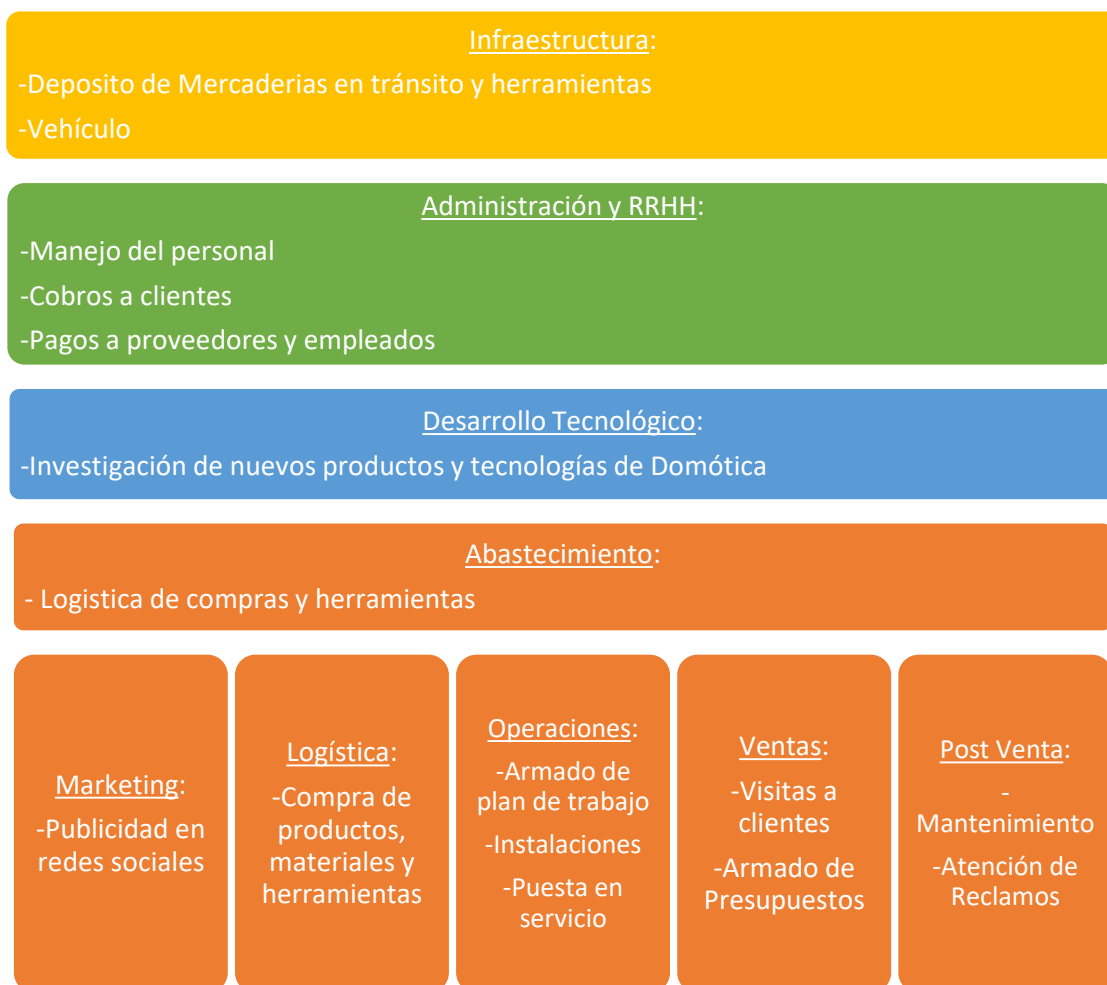 Infraestructura:
-Deposito de Mercaderias en tránsito y herramientas
-Vehículo
Administración y RRHH:
-Manejo del personal
-Cobros a clientes
-Pagos a proveedores y empleados
Desarrollo Tecnológico:
-Investigación de nuevos productos y tecnologías de Domótica
Abastecimiento:
- Logistica de compras y herramientas
Marketing:
-Publicidad en
redes sociales
Logística:
-Compra de
productos,
materiales y
herramientas
Operaciones:
-Armado de
plan de trabajo
-Instalaciones
-Puesta en
servicio
Ventas:
-Visitas a
clientes
-Armado de
Presupuestos
Post Venta:
-
Mantenimiento
-Atención de
Reclamos